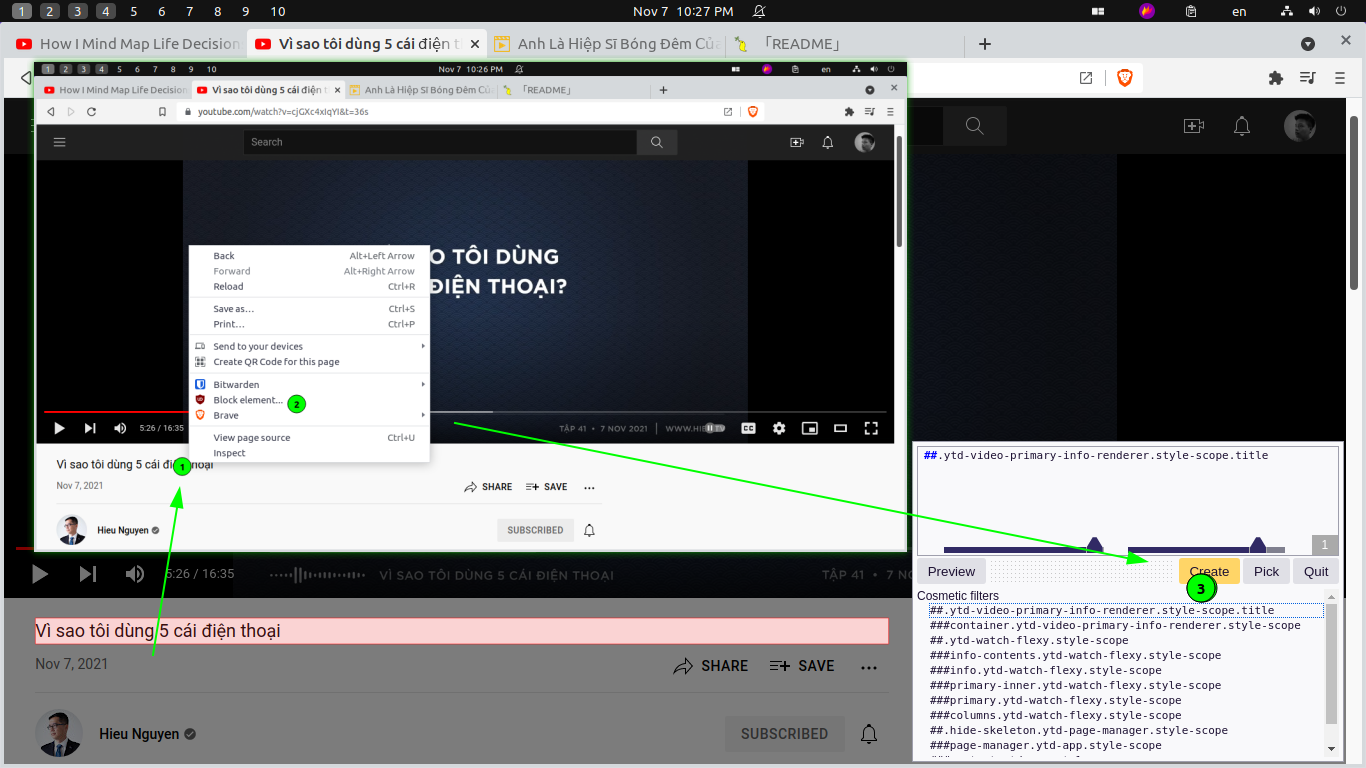 1 2 3 4 5 6 7 8 9 10 Nov 7 10:27 PM en
How I Mind Map Life Decision Vì sao tôi dùng 5 cái điện t Anh Là Hiệp Sĩ Bóng Đêm Củ 「README」
1 2 3 4 5 6 7 8 9 10 Nov 7 10:26 PM en
How I Mind Map Life Decision Vì sao tôi dùng 5 cái điện t Anh Là Hiệp Sĩ Bóng Đêm Củ 「README」
youtube.com/watch?v=cjGXc4xIqYI&t=36s
Search
O TÔI DÙNG
ĐIỆN THOẠI?
Back Alt+Left Arrow
Forward Alt+Right Arrow
Reload Ctrl+R
Save as... Ctrl+S
Print... Ctrl+P
Send to your devices
Create QR Code for this page
Bitwarden
Block element...
2
Brave
View page source Ctrl+U
Inspect
5:26 / 16:35 TẬP 41 • 7 NOV 2021 | CC
Vì sao tôi dùng 5 cái
1
Nov 7, 2021 SHARE SAVE ...
Hieu Nguyen SUBSCRIBED
##.ytd-video-primary-info-renderer.style-scope.title
1
Preview Create Pick Quit
3
Cosmetic filters
##.ytd-video-primary-info-renderer.style-scope.title
###container.ytd-video-primary-info-renderer.style-scope
##.ytd-watch-flexy.style-scope
###info-contents.ytd-watch-flexy.style-scope
###info.ytd-watch-flexy.style-scope
###primary-inner.ytd-watch-flexy.style-scope
###primary.ytd-watch-flexy.style-scope
###columns.ytd-watch-flexy.style-scope
##.hide-skeleton.ytd-page-manager.style-scope
###page-manager.ytd-app.style-scope
5:26 / 16:35 VÌ SAO TÔI DÙNG 5 CÁI ĐIỆN THOẠI TẬP 41 • 7 NO
Vì sao tôi dùng 5 cái điện thoại
Nov 7, 2021 SHARE SAVE ...
Hieu Nguyen SUBSCRIBED